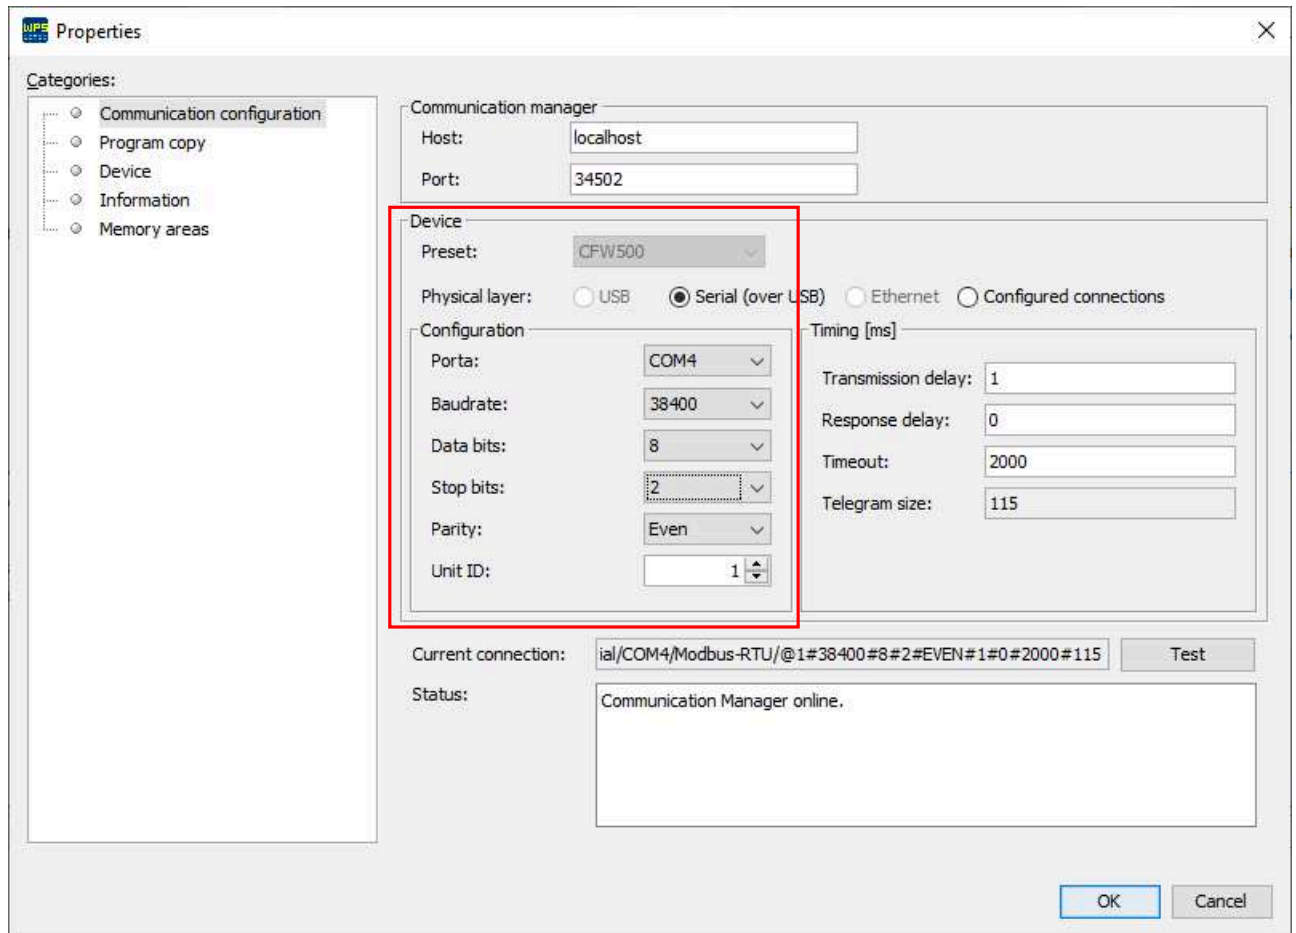 WPS
Properties
Categories:
Communication configuration
Program copy
Device
Information
Memory areas
Communication manager
Host: localhost
Port: 34502
Device
Preset: CFW500
Physical layer: USB Serial (over USB) Ethernet Configured connections
Configuration
Porta: COM4
Baudrate: 38400
Data bits: 8
Stop bits: 2
Parity: Even
Unit ID: 1
Timing [ms]
Transmission delay: 1
Response delay: 0
Timeout: 2000
Telegram size: 115
Current connection: ial/COM4/Modbus-RTU/@1#38400#8#2#EVEN#1#0#2000#115 Test
Status: Communication Manager online.
OK Cancel